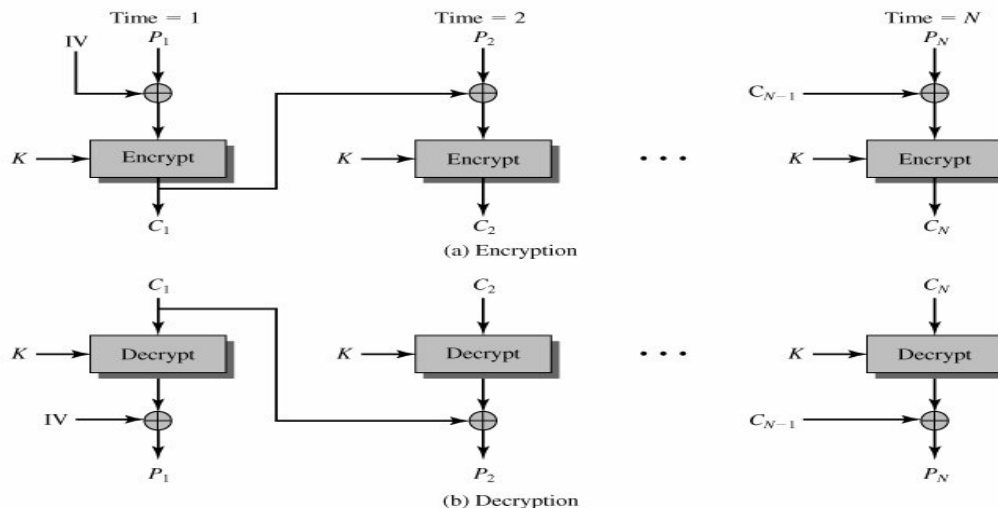 Time = 1 Time = 2 Time = N
IV P1 P2 PN
CN−1
K Encrypt K Encrypt • • • K Encrypt
C1 C2 CN
(a) Encryption
C1 C2 CN
K Decrypt K Decrypt • • • K Decrypt
IV CN−1
P1 P2 PN
(b) Decryption